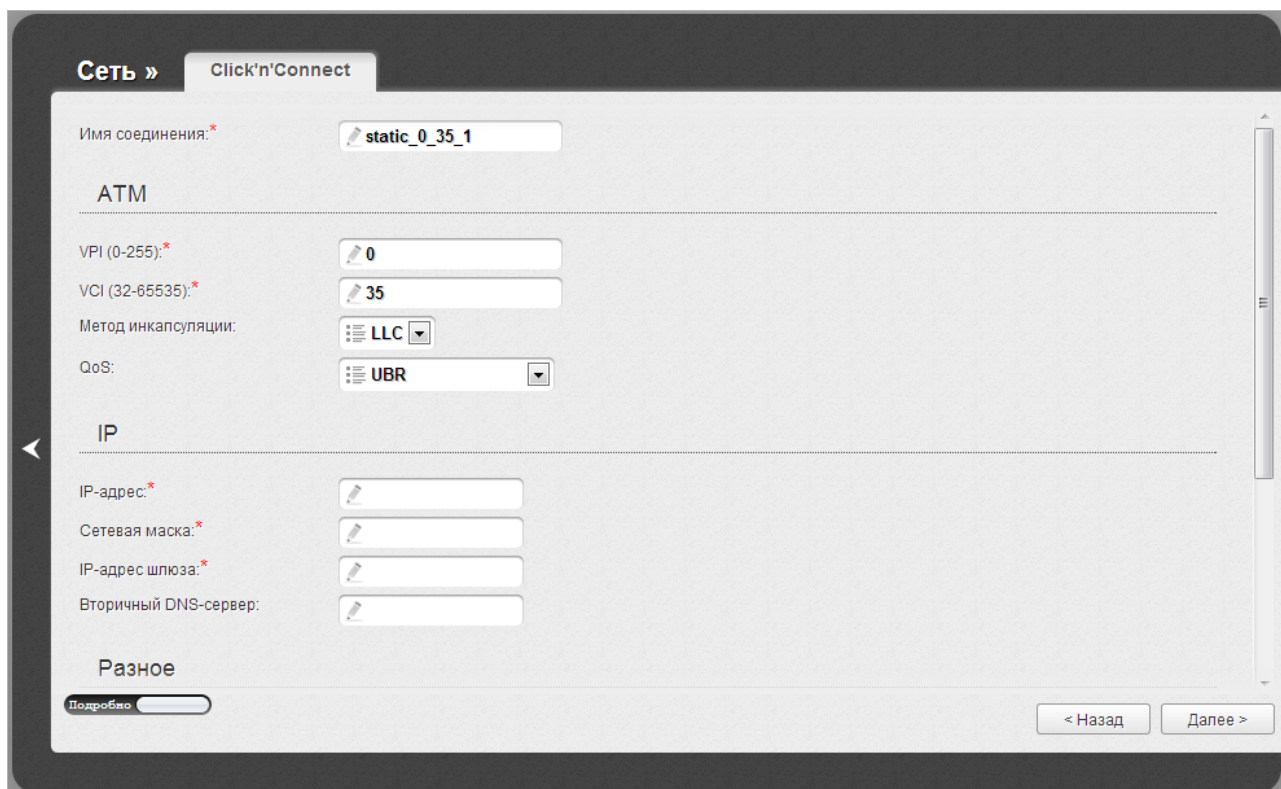 Сеть » Click'n'Connect
Имя соединения:* static_0_35_1
ATM
VPI (0-255):* 0
VCI (32-65535):* 35
Метод инкапсуляции: LLC
QoS: UBR
IP
IP-адрес:*
Сетевая маска:*
IP-адрес шлюза:*
Вторичный DNS-сервер:
Разное
Подробно
< Назад Далее >